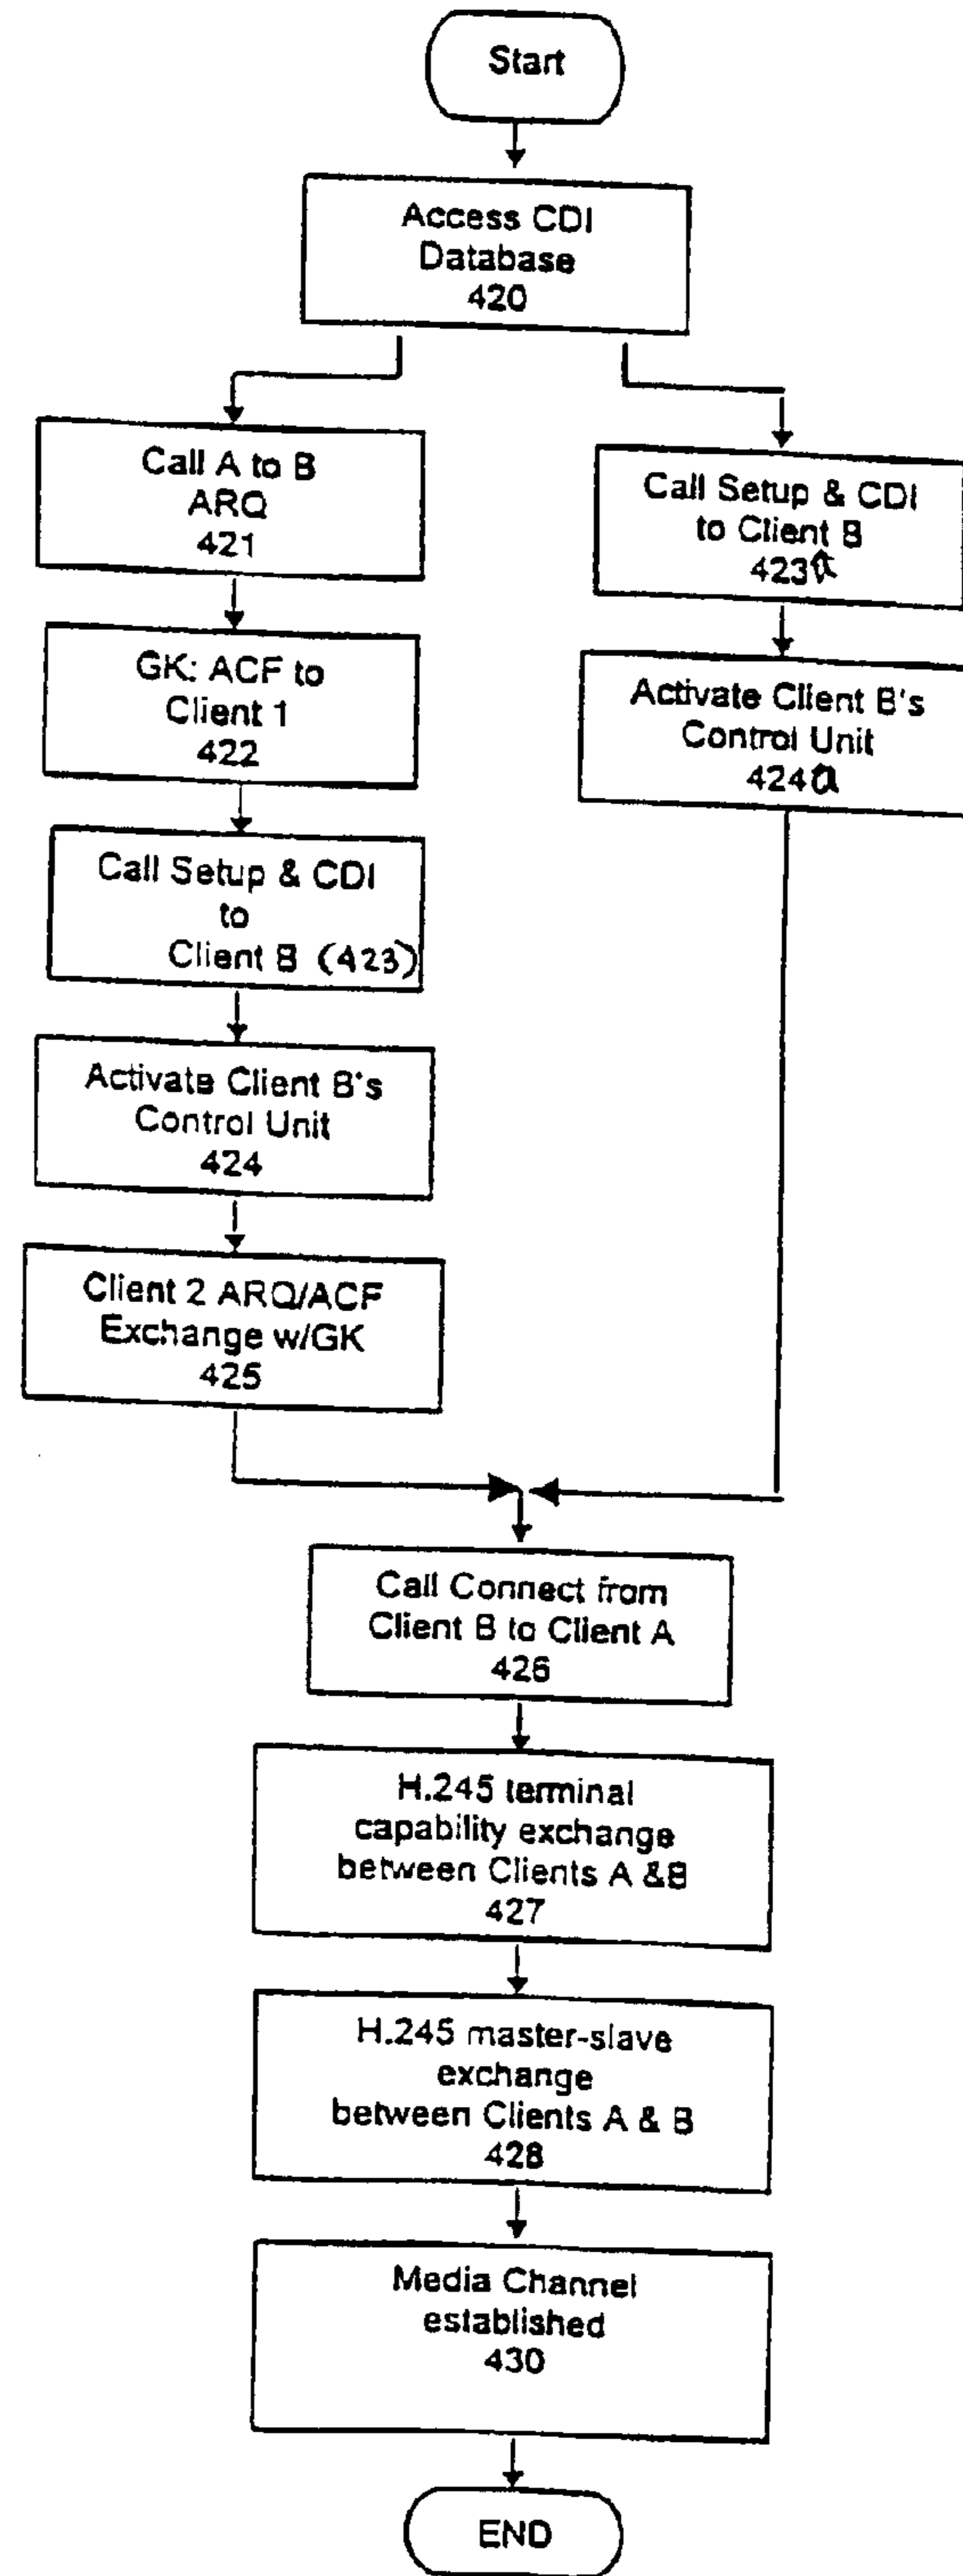 Start
Access CDI
Database
420
Call A to B
ARQ
421
GK: ACF to
Client 1
422
Call Setup & CDI
to
Client B (423)
Activate Client B's
Control Unit
424
Client 2 ARQ/ACF
Exchange w/GK
425
Call Setup & CDI
to Client B
423a
Activate Client B's
Control Unit
424a
Call Connect from
Client B to Client A
426
H.245 terminal
capability exchange
between Clients A &B
427
H.245 master-slave
exchange
between Clients A & B
428
Media Channel
established
430
END